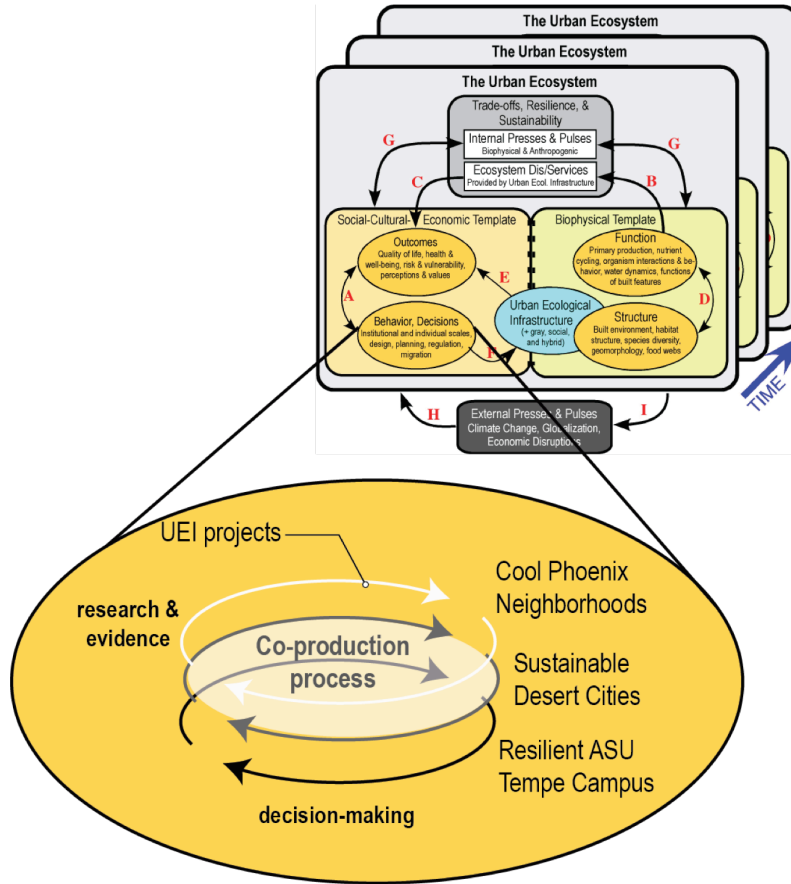 The Urban Ecosystem
The Urban Ecosystem
The Urban Ecosystem
Trade-offs, Resilience, &
Sustainability
Internal Presses & Pulses
Biophysical & Anthropogenic
Ecosystem Dis/Services
Provided by Urban Ecol. Infrastructure
G
G
C
B
Social-Cultural-Economic Template
Biophysical Template
Outcomes
Quality of life, health &
well-being, risk & vulnerability,
perceptions & values
Function
Primary production, nutrient
cycling, organism interactions & be-
havior, water dynamics, functions
of built features
A
E
D
Urban Ecological
Infrastructure
(+ gray, social,
and hybrid)
Behavior, Decisions
Institutional and individual scales,
design, planning, regulation,
migration
F
Structure
Built environment, habitat
structure, species diversity,
geomorphology, food webs
TIME
H
I
External Presses & Pulses
Climate Change, Globalization,
Economic Disruptions
UEI projects
Cool Phoenix
Neighborhoods
research &
evidence
Co-production
process
Sustainable
Desert Cities
Resilient ASU
Tempe Campus
decision-making